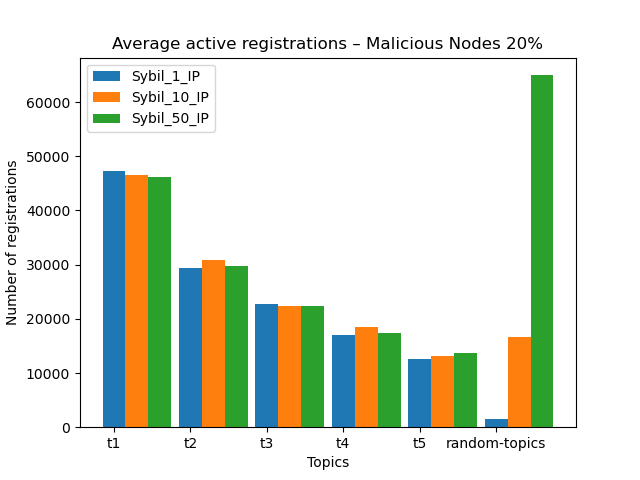 Average active registrations – Malicious Nodes 20%
Sybil_1_IP
Sybil_10_IP
Sybil_50_IP
60000
50000
40000
30000
20000
10000
0
Number of registrations
t1 t2 t3 t4 t5 random-topics
Topics